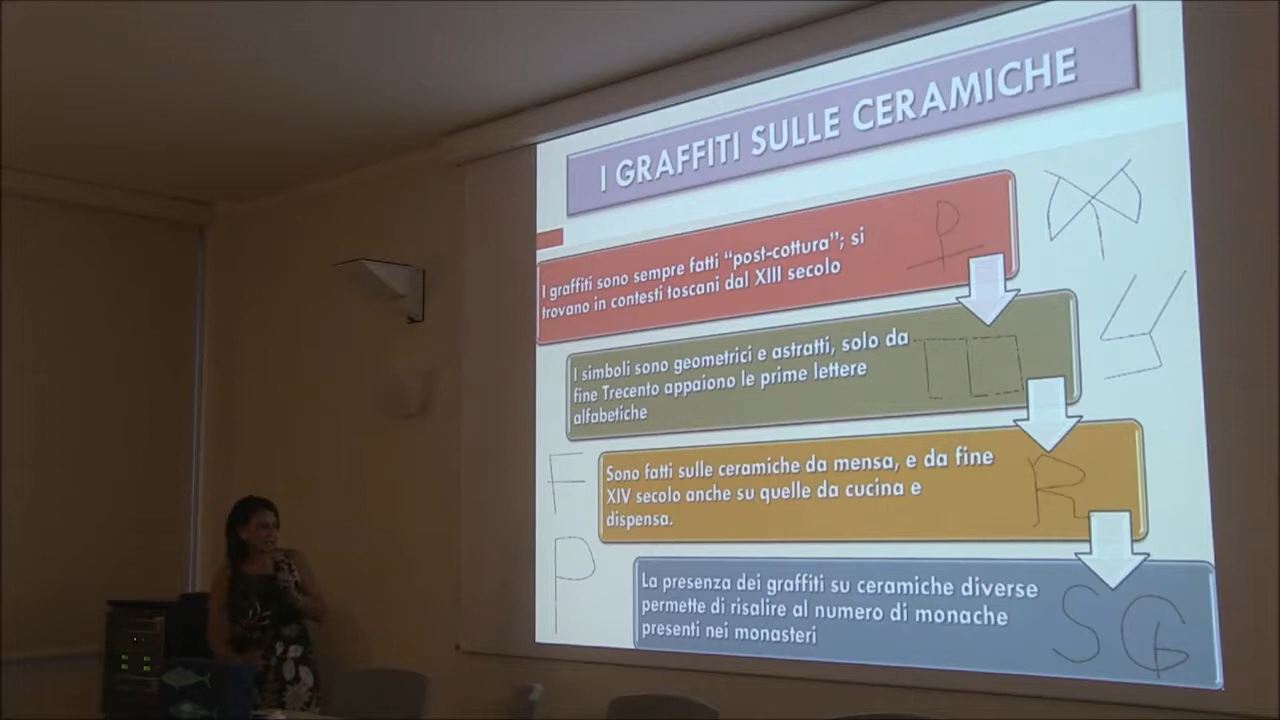 I GRAFFITI SULLE CERAMICHE
I graffiti sono sempre fatti “post-cottura”; si
trovano in contesti toscani dal XIII secolo
P
I simboli sono geometrici e astratti, solo da
fine Trecento appaiono le prime lettere
alfabetiche
Sono fatti sulle ceramiche da mensa, e da fine
XIV secolo anche su quelle da cucina e
dispensa.
R
F
P
La presenza dei graffiti su ceramiche diverse
permette di risalire al numero di monache
presenti nei monasteri
SG